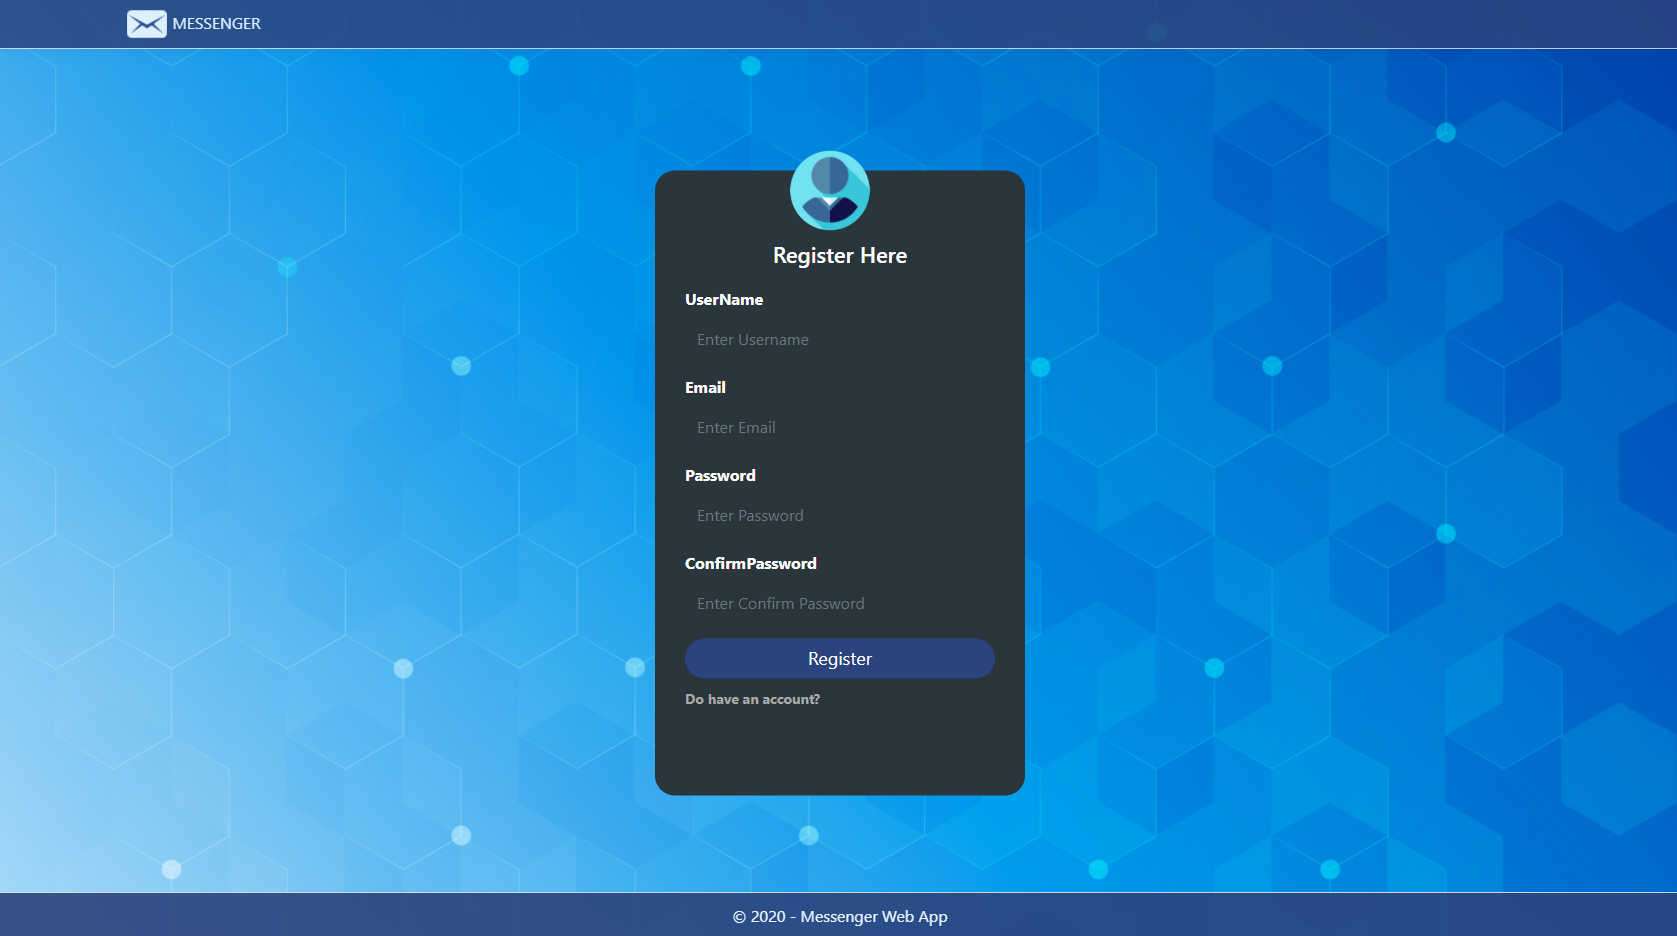 MESSENGER
Register Here
UserName
Enter Username
Email
Enter Email
Password
Enter Password
ConfirmPassword
Enter Confirm Password
Register
Do have an account?
© 2020 - Messenger Web App